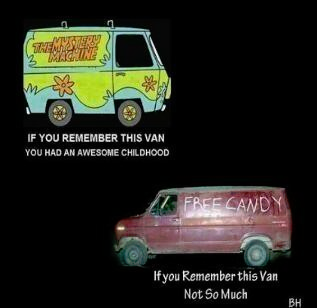 THE MYSTERY
MACHINE
IF YOU REMEMBER THIS VAN
YOU HAD AN AWESOME CHILDHOOD
FREE CANDY
If you Remember this Van
Not So Much
BH